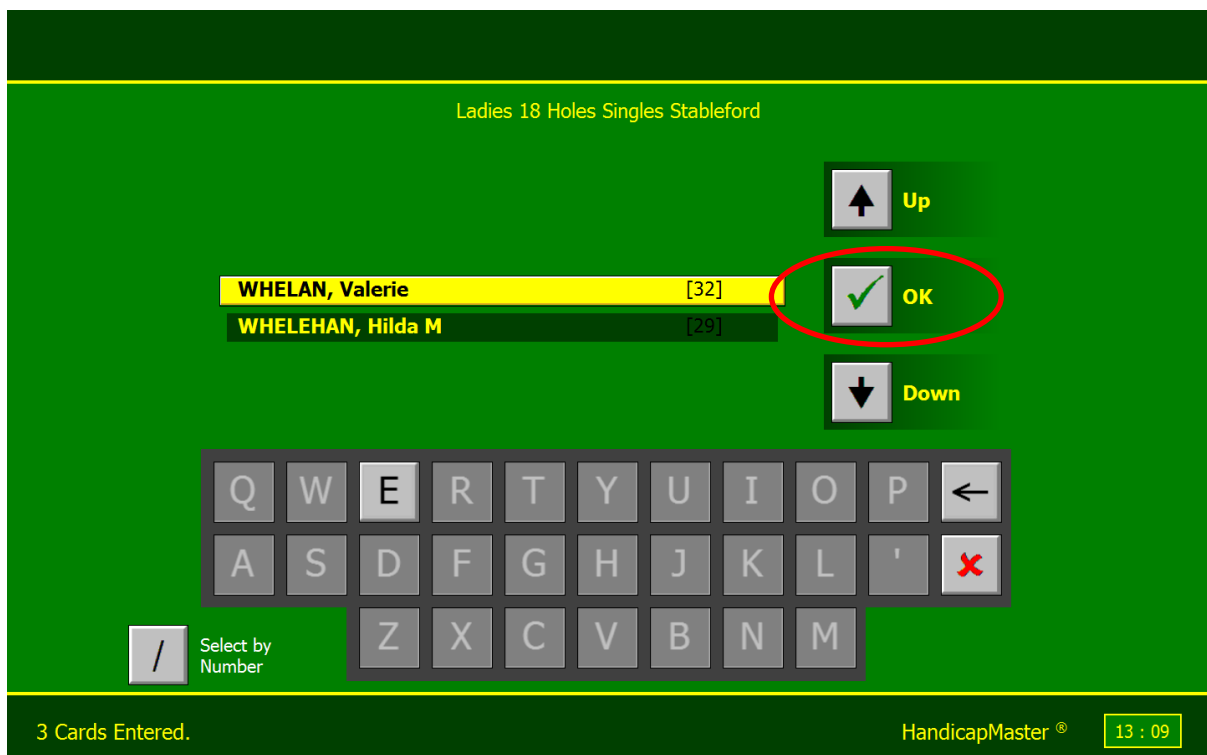 Ladies 18 Holes Singles Stableford
Up
WHELAN, Valerie [32]
OK
WHELEHAN, Hilda M [29]
Down
Q W E R T Y U I O P ←
A S D F G H J K L '
Z X C V B N M
/ Select by
Number
3 Cards Entered. HandicapMaster ® 13 : 09